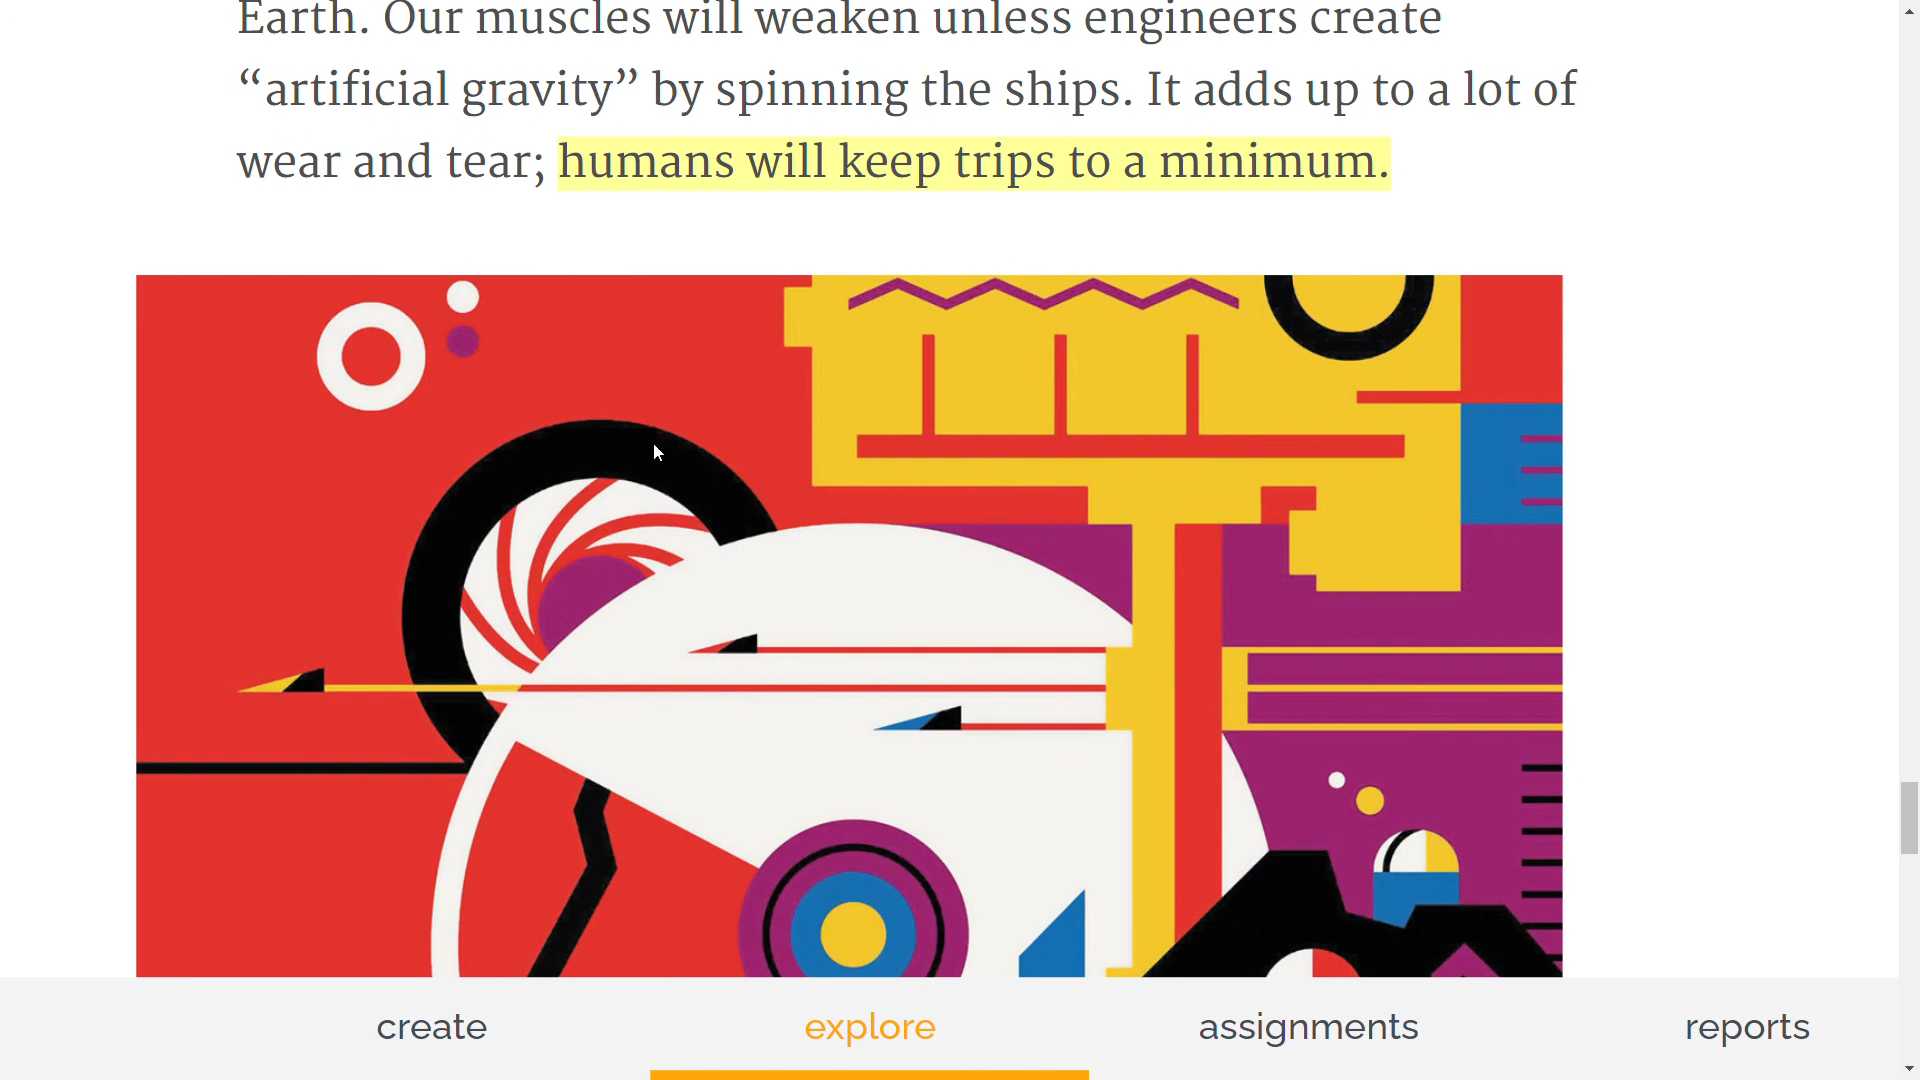 Earth. Our muscles will weaken unless engineers create
“artificial gravity” by spinning the ships. It adds up to a lot of
wear and tear; humans will keep trips to a minimum.
create
explore
assignments
reports